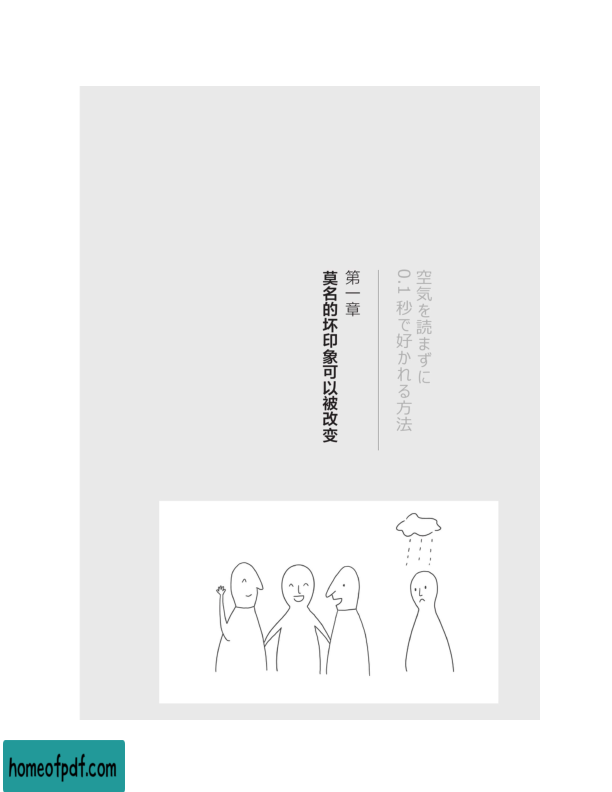 空気を読まずに
0.1 秒で好かれる方法
第一章
莫名的坏印象可以被改变
homeofpdf.com